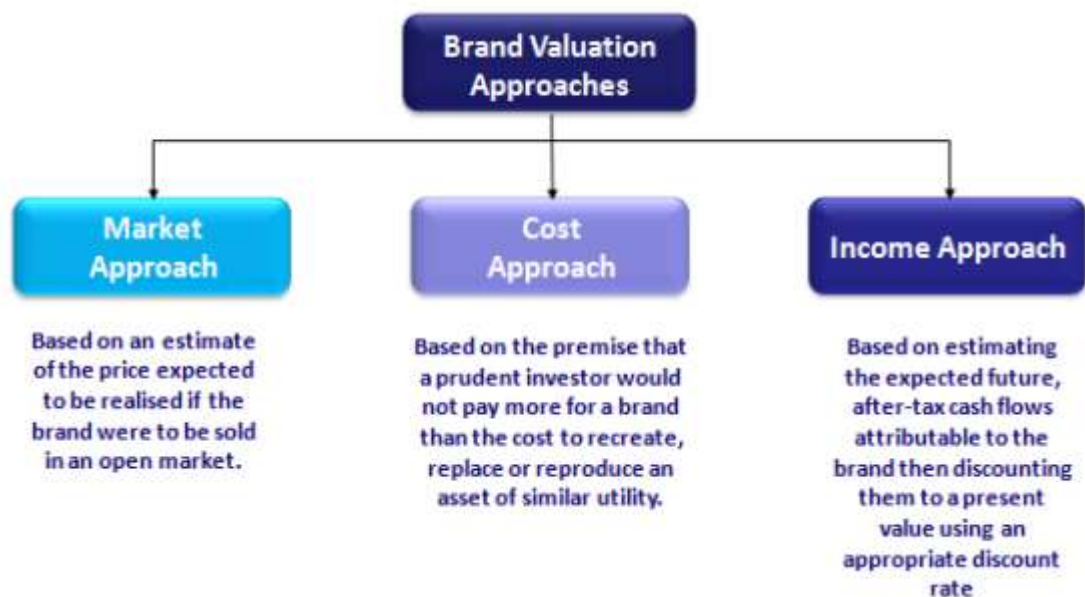 Brand Valuation
Approaches
Market
Approach
Based on an estimate
of the price expected
to be realised if the
brand were to be sold
in an open market.
Cost
Approach
Based on the premise that
a prudent investor would
not pay more for a brand
than the cost to recreate,
replace or reproduce an
asset of similar utility.
Income Approach
Based on estimating
the expected future,
after-tax cash flows
attributable to the
brand then discounting
them to a present
value using an
appropriate discount
rate